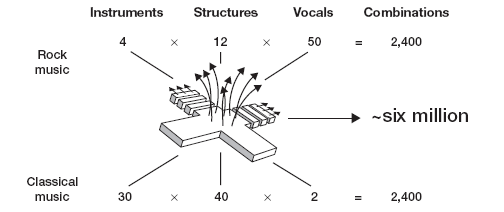 Instruments Structures Vocals Combinations
Rock music 4 × 12 × 50 = 2,400
~six million
Classical music 30 × 40 × 2 = 2,400